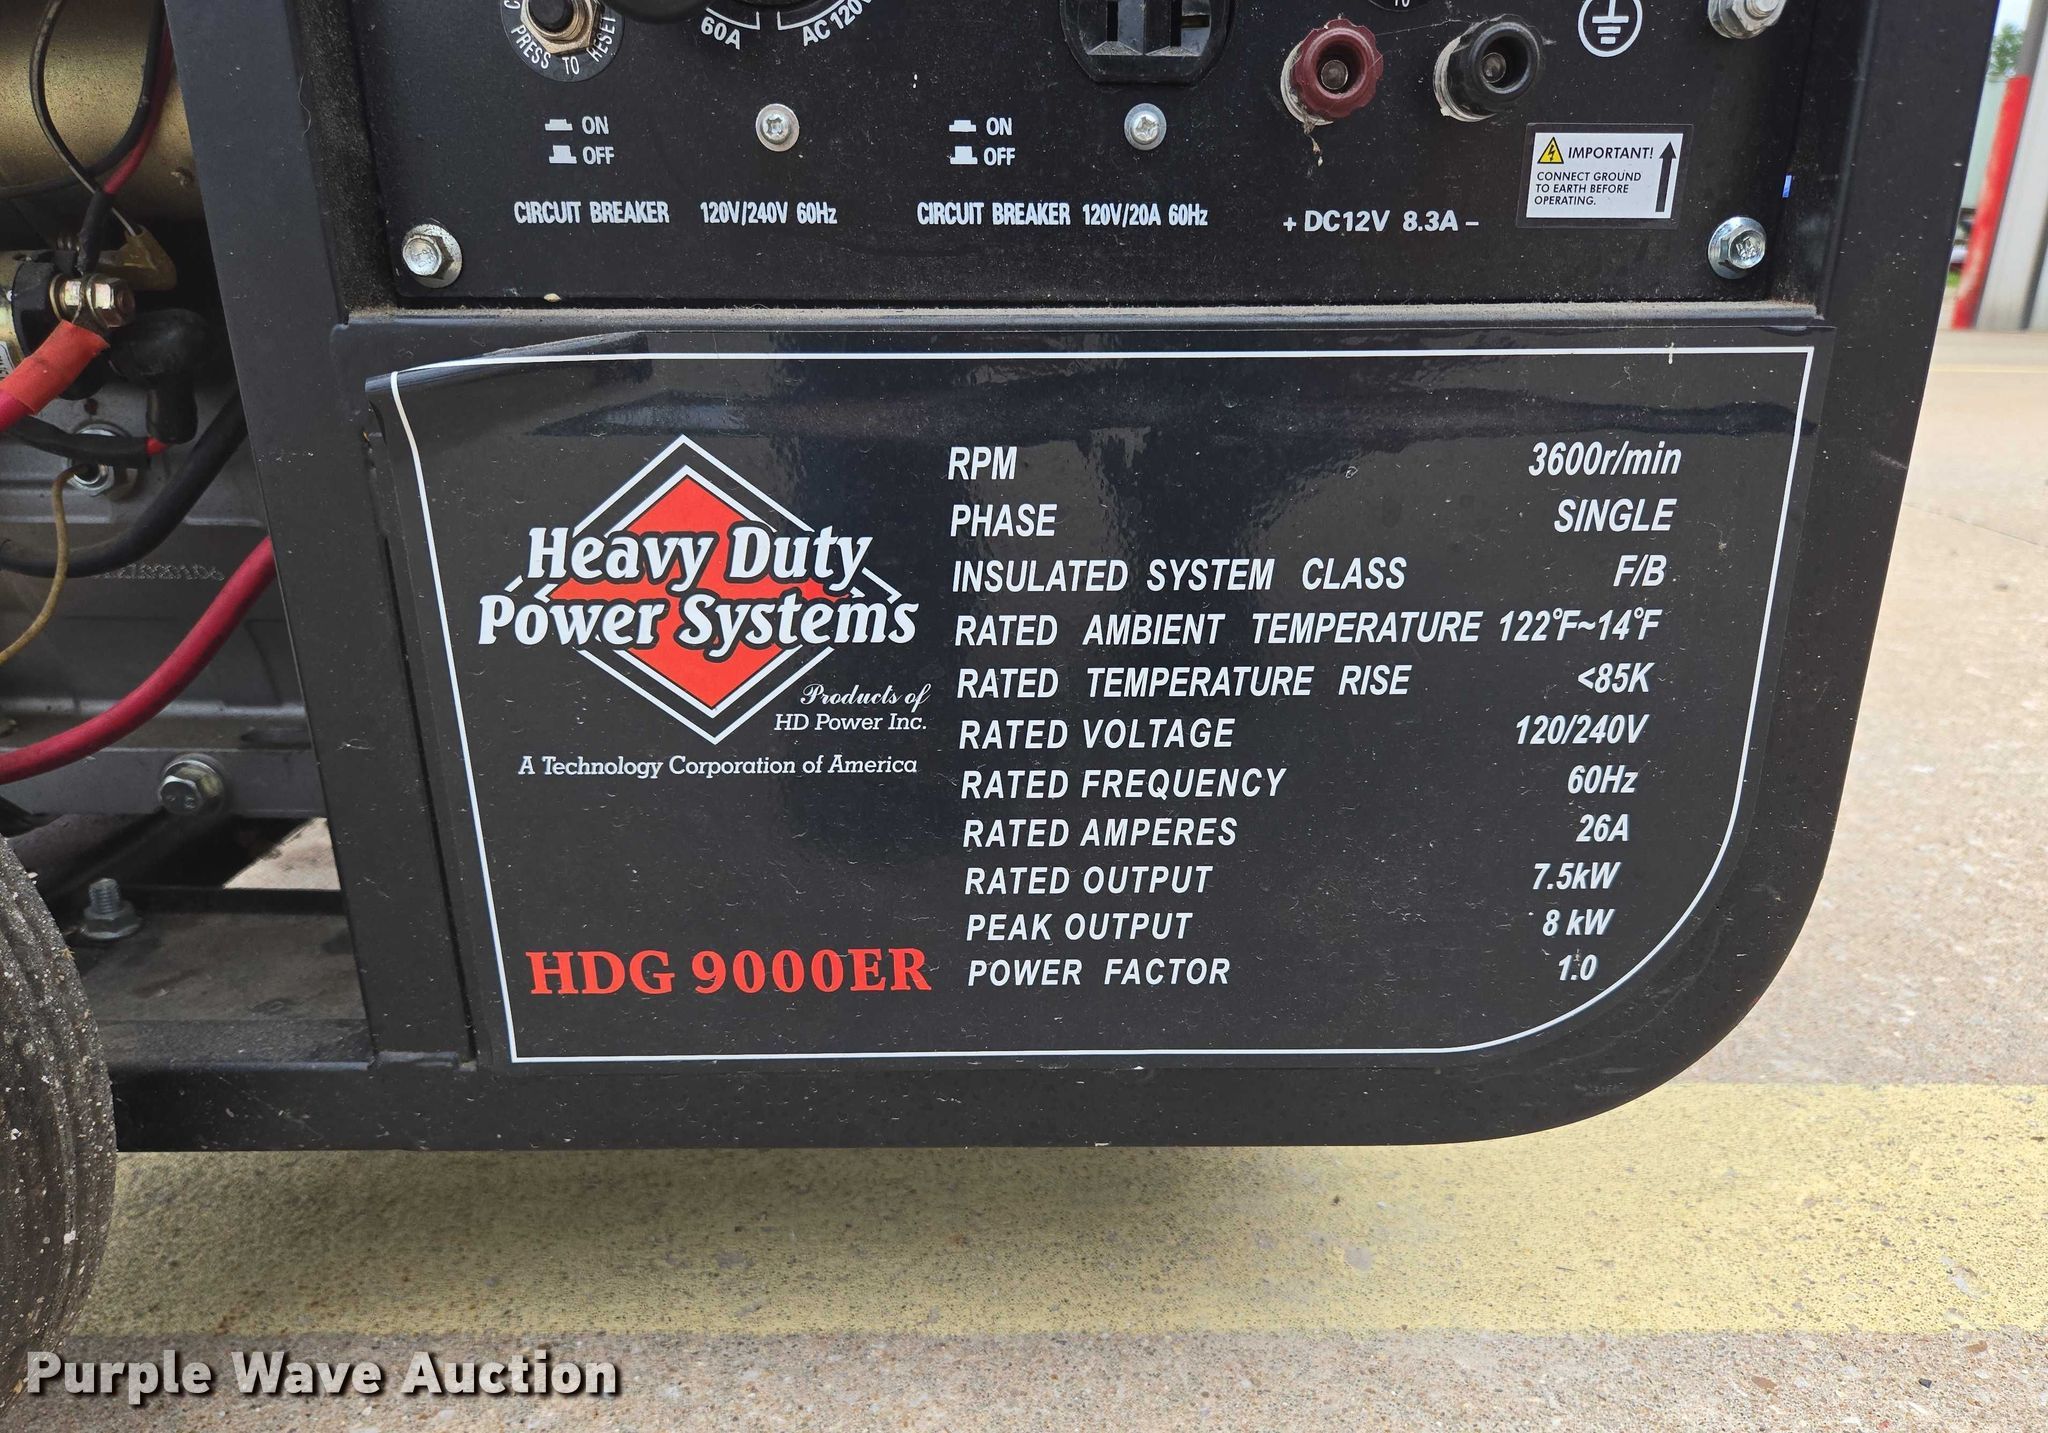 PRESS TO RESET
60A
AC 120V
ON
OFF
CIRCUIT BREAKER
120V/240V 60Hz
ON
OFF
CIRCUIT BREAKER
120V/20A 60Hz
+ DC12V 8.3A –
IMPORTANT!
CONNECT GROUND
TO EARTH BEFORE
OPERATING.
Heavy Duty
Power Systems
Products of
HD Power Inc.
A Technology Corporation of America
HDG 9000ER
RPM 3600r/min
PHASE SINGLE
INSULATED SYSTEM CLASS F/B
RATED AMBIENT TEMPERATURE 122°F~14°F
RATED TEMPERATURE RISE <85K
RATED VOLTAGE 120/240V
RATED FREQUENCY 60Hz
RATED AMPERES 26A
RATED OUTPUT 7.5kW
PEAK OUTPUT 8 kW
POWER FACTOR 1.0
Purple Wave Auction